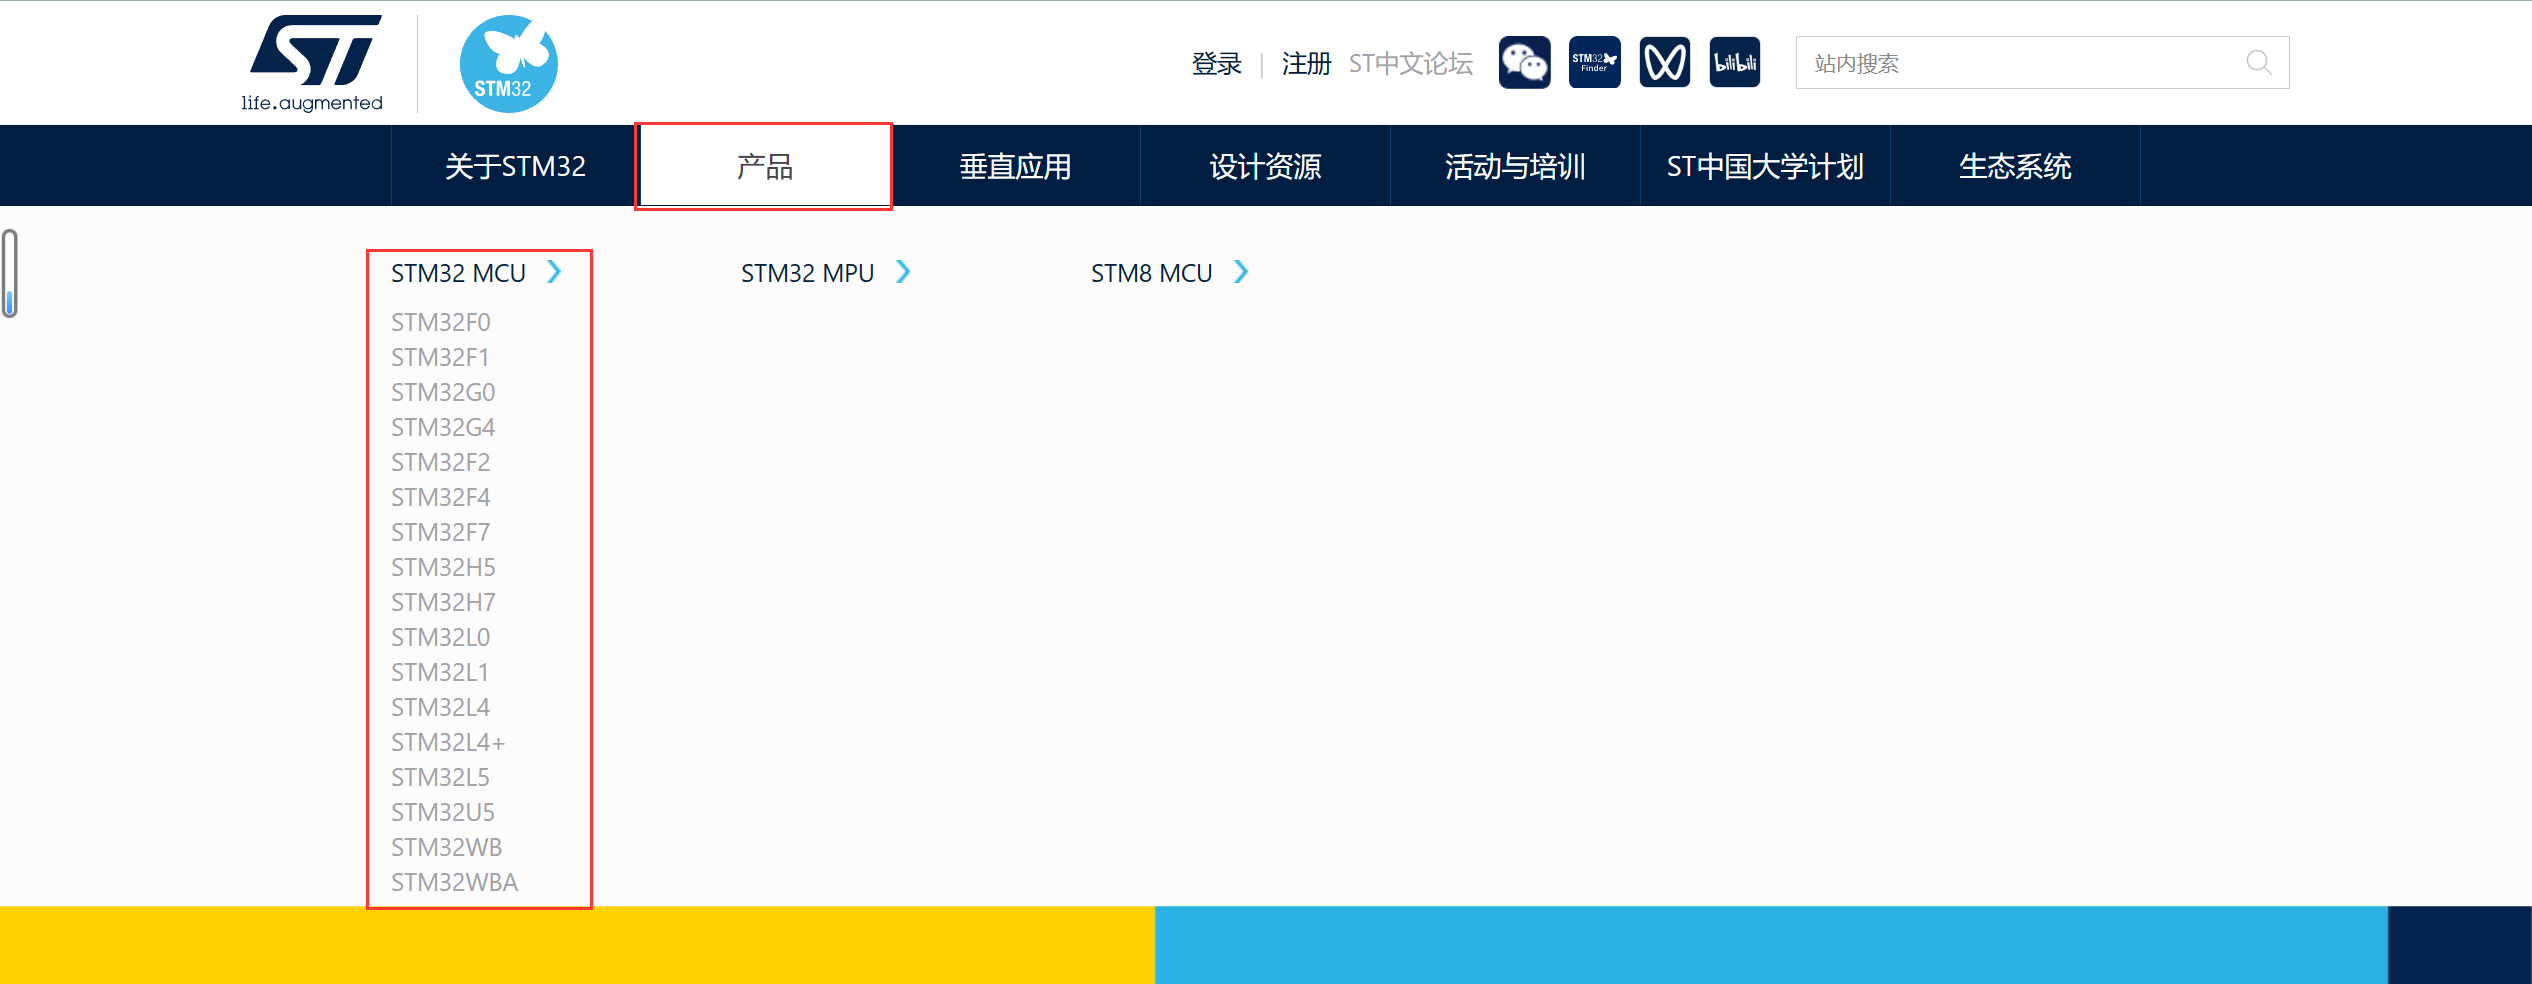 ST
life.augmented
STM32
登录 | 注册 ST中文论坛
STM32
Finder
bilibili
站内搜索
关于STM32 产品 垂直应用 设计资源 活动与培训 ST中国大学计划 生态系统
STM32 MCU STM32 MPU STM8 MCU
STM32F0
STM32F1
STM32G0
STM32G4
STM32F2
STM32F4
STM32F7
STM32H5
STM32H7
STM32L0
STM32L1
STM32L4
STM32L4+
STM32L5
STM32U5
STM32WB
STM32WBA